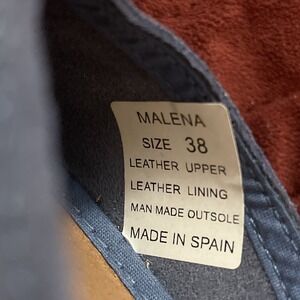 MALENA
SIZE 38
LEATHER UPPER
LEATHER LINING
MAN MADE OUTSOLE
MADE IN SPAIN